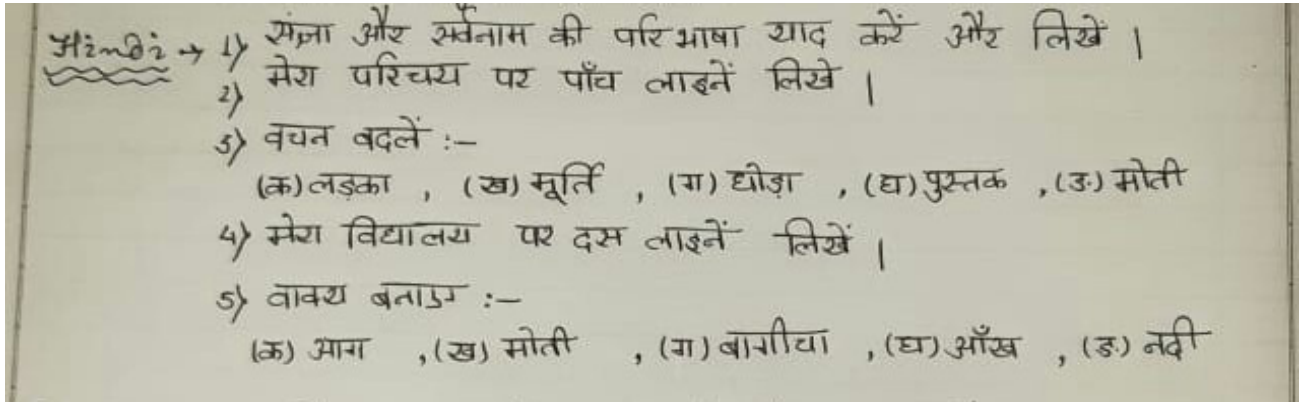 Hindi → 1) संज्ञा और सर्वनाम की परिभाषा याद करें और लिखें |
2) मेरा परिचय पर पाँच लाइनें लिखे |
3) वचन बदलें :-
(क) लड़का , (ख) मूर्ति , (ग) घोड़ा , (घ) पुस्तक , (ङ) मोती
4) मेरा विद्यालय पर दस लाइनें लिखें |
5) वाक्य बनाए :-
(क) आग , (ख) मोती , (ग) बागीचा , (घ) आँख , (ङ) नदी